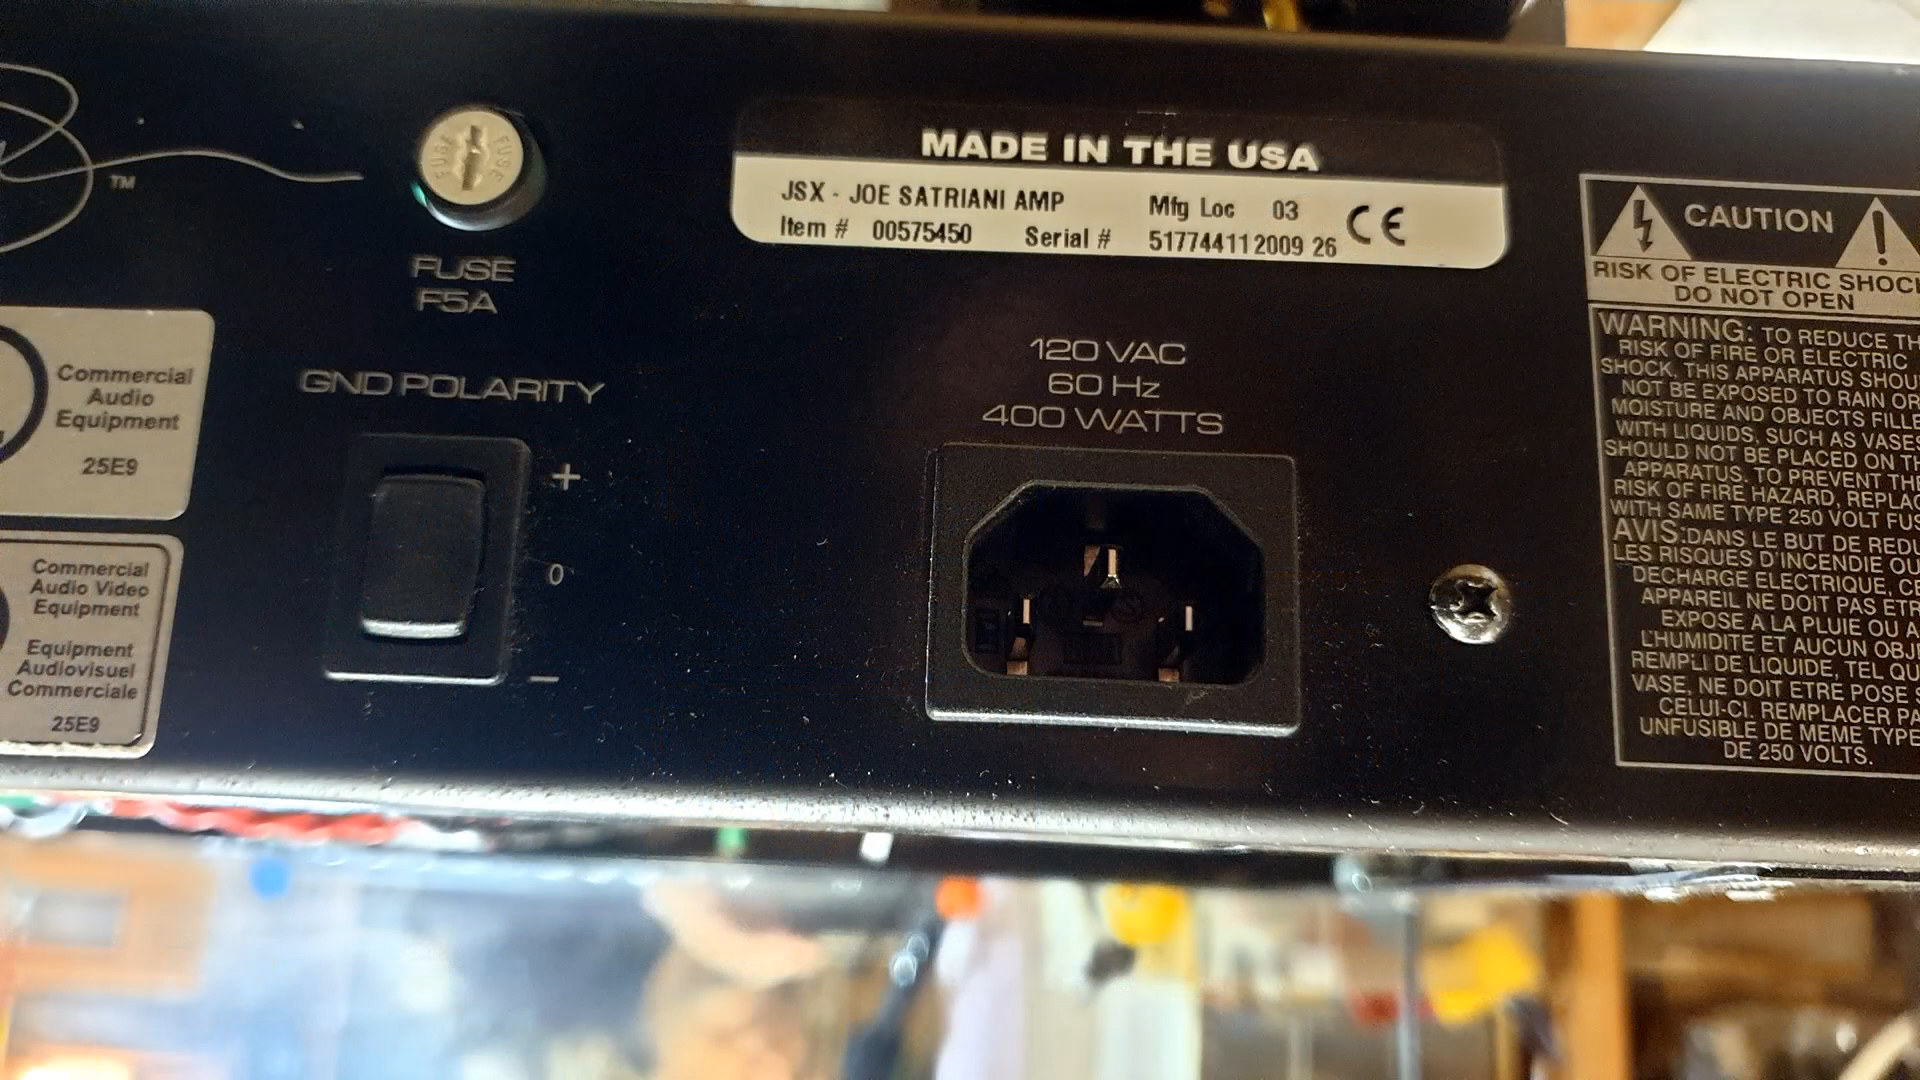 TM
FUSE FUSE
FUSE
F5A
MADE IN THE USA
JSX - JOE SATRIANI AMP Mfg Loc 03
Item # 00575450 Serial # 517744112009 26 CE
CAUTION
RISK OF ELECTRIC SHOCK
DO NOT OPEN
WARNING: TO REDUCE TH
RISK OF FIRE OR ELECTRIC
SHOCK, THIS APPARATUS SHOU
NOT BE EXPOSED TO RAIN OR
MOISTURE AND OBJECTS FILLE
WITH LIQUIDS, SUCH AS VASES
SHOULD NOT BE PLACED ON TH
APPARATUS. TO PREVENT THE
RISK OF FIRE HAZARD, REPLAC
WITH SAME TYPE 250 VOLT FUS
AVIS:DANS LE BUT DE REDU
LES RISQUES D'INCENDIE OU
DECHARGE ELECTRIQUE, CE
APPAREIL NE DOIT PAS ETR
EXPOSE A LA PLUIE OU A
L'HUMIDITE ET AUCUN OBJE
REMPLI DE LIQUIDE, TEL QU
VASE, NE DOIT ETRE POSE S
CELUI-CI. REMPLACER PA
UNFUSIBLE DE MEME TYPE
DE 250 VOLTS.
Commercial
Audio
Equipment
25E9
Commercial
Audio Video
Equipment
Equipment
Audiovisuel
Commerciale
25E9
GND POLARITY
+
0
−
120 VAC
60 Hz
400 WATTS